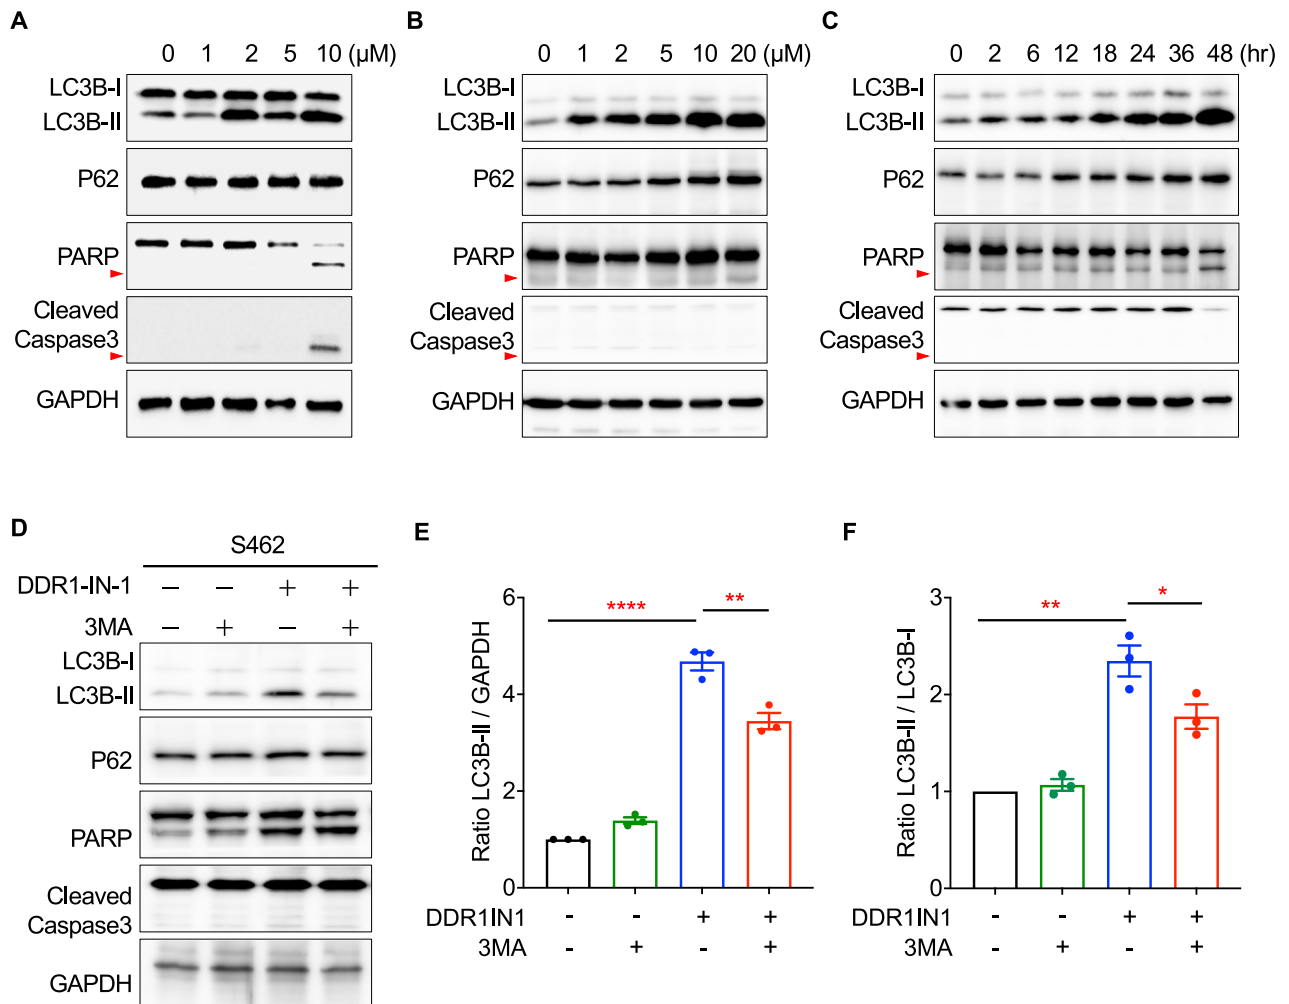 A
0 1 2 5 10 (μM)
LC3B-I
LC3B-II
P62
PARP
Cleaved
Caspase3
GAPDH
B
0 1 2 5 10 20 (μM)
LC3B-I
LC3B-II
P62
PARP
Cleaved
Caspase3
GAPDH
C
0 2 6 12 18 24 36 48 (hr)
LC3B-I
LC3B-II
P62
PARP
Cleaved
Caspase3
GAPDH
D
S462
DDR1-IN-1 – – + +
3MA – + – +
LC3B-I
LC3B-II
P62
PARP
Cleaved
Caspase3
GAPDH
E
Ratio LC3B-II / GAPDH
6
4
2
0
**** **
DDR1IN1 - - + +
3MA - + - +
F
Ratio LC3B-II / LC3B-I
3
2
1
0
** *
DDR1IN1 - - + +
3MA - + - +